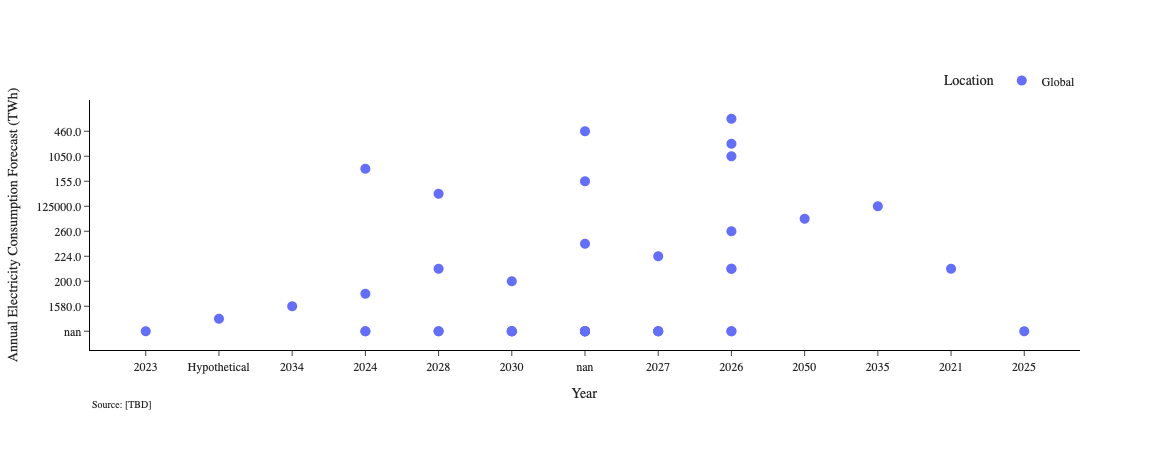 Location Global
Annual Electricity Consumption Forecast (TWh)
460.0
1050.0
155.0
125000.0
260.0
224.0
200.0
1580.0
nan
2023 Hypothetical 2034 2024 2028 2030 nan 2027 2026 2050 2035 2021 2025
Year
Source: [TBD]